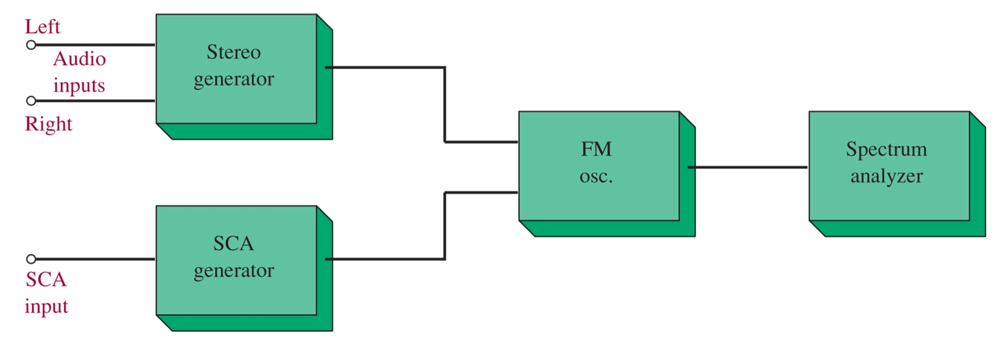 Left
Audio
inputs
Right
Stereo
generator
FM
osc.
Spectrum
analyzer
SCA
generator
SCA
input